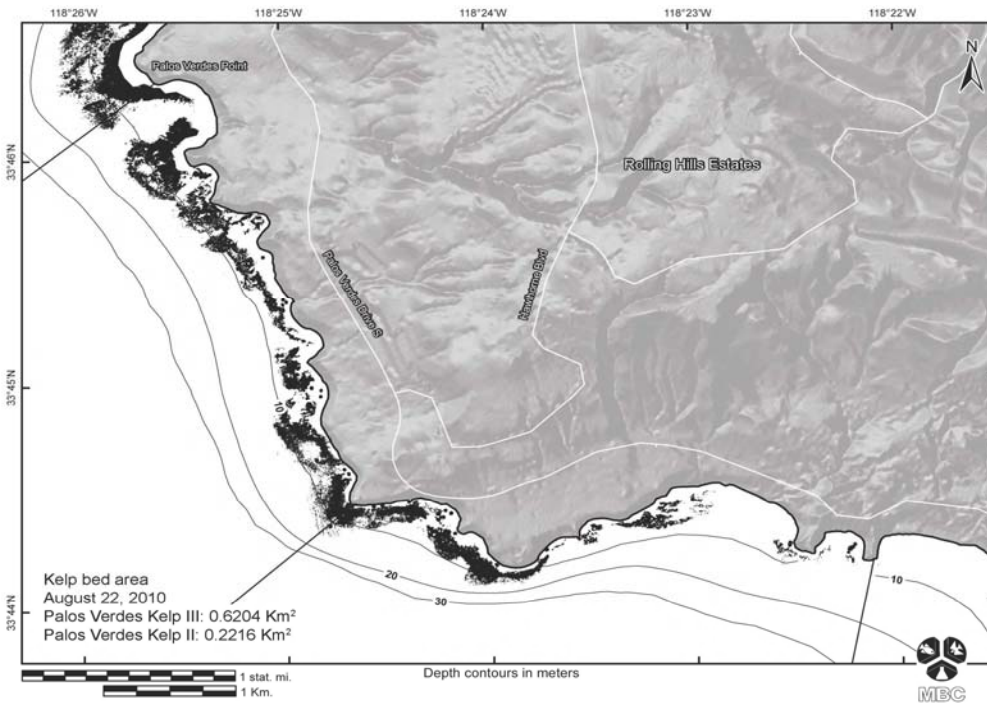 118°26'W
118°25'W
118°24'W
118°23'W
118°22'W
N
Palos Verdes Point
33°46'N
Rolling Hills Estates
Palos Verdes Drive S
Hawthorne Blvd
33°45'N
10
Kelp bed area
August 22, 2010
Palos Verdes Kelp III: 0.6204 Km²
Palos Verdes Kelp II: 0.2216 Km²
20
30
10
33°44'N
1 stat. mi.
1 Km.
Depth contours in meters
MBC